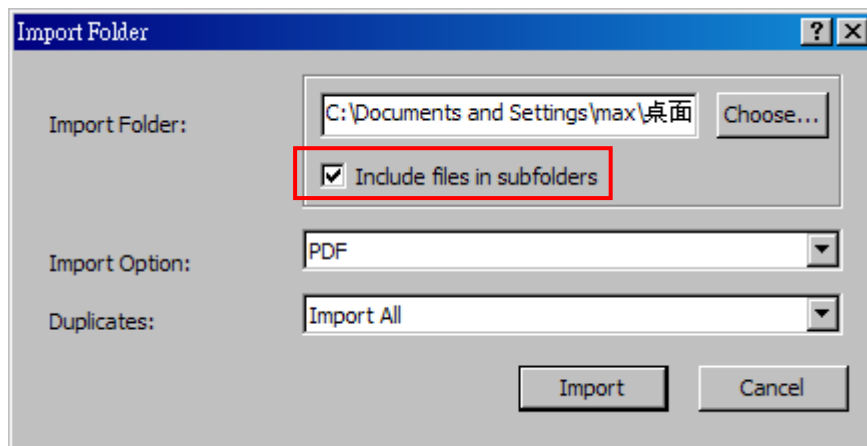 Import Folder
Import Folder:
C:\Documents and Settings\max\桌面
Choose...
Include files in subfolders
Import Option:
PDF
Duplicates:
Import All
Import
Cancel